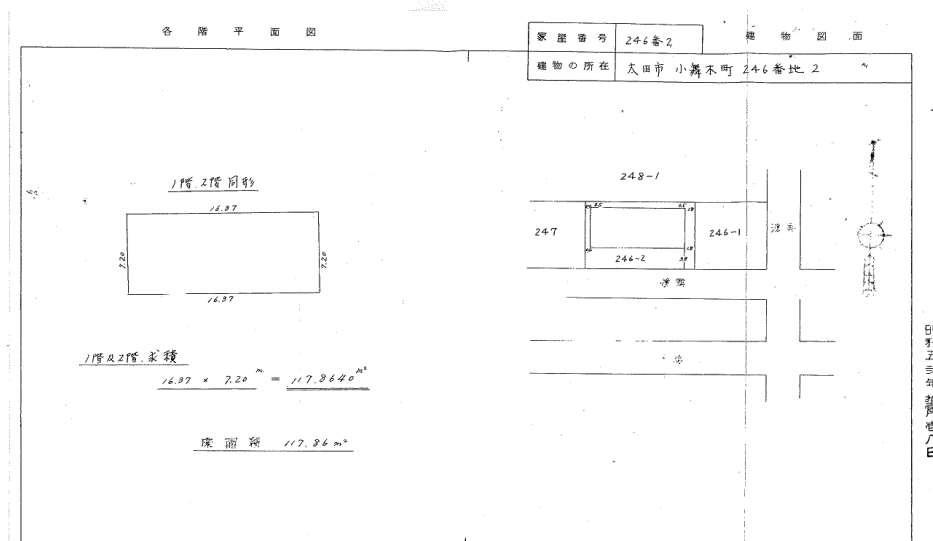 各階平面図
家屋番号 246番2
建物図面
建物の所在 太田市 小舞木町 246番地2
1階.2階同形
16.37
7.20
7.20
16.37
1階及2階.求積
16.37 × 7.20 m = 117.8640 m²
床面積 117.86 m²
248-1
247
246-2
246-1
道路
道路